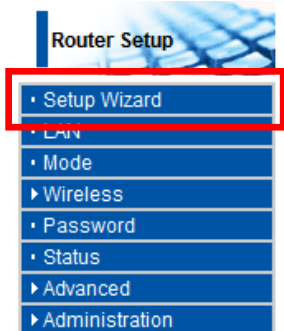 Router Setup
Setup Wizard
LAN
Mode
Wireless
Password
Status
Advanced
Administration